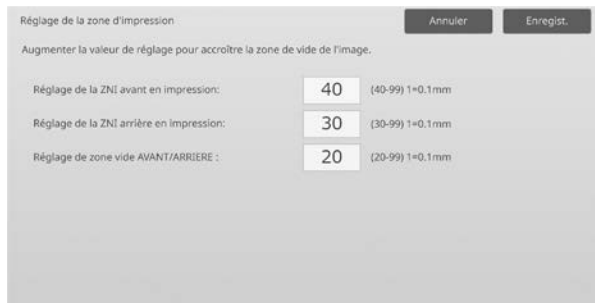 Réglage de la zone d'impression
Annuler
Enregist.
Augmenter la valeur de réglage pour accroître la zone de vide de l'image.
Réglage de la ZNI avant en impression: 40 (40-99) 1=0.1mm
Réglage de la ZNI arrière en impression: 30 (30-99) 1=0.1mm
Réglage de zone vide AVANT/ARRIERE : 20 (20-99) 1=0.1mm